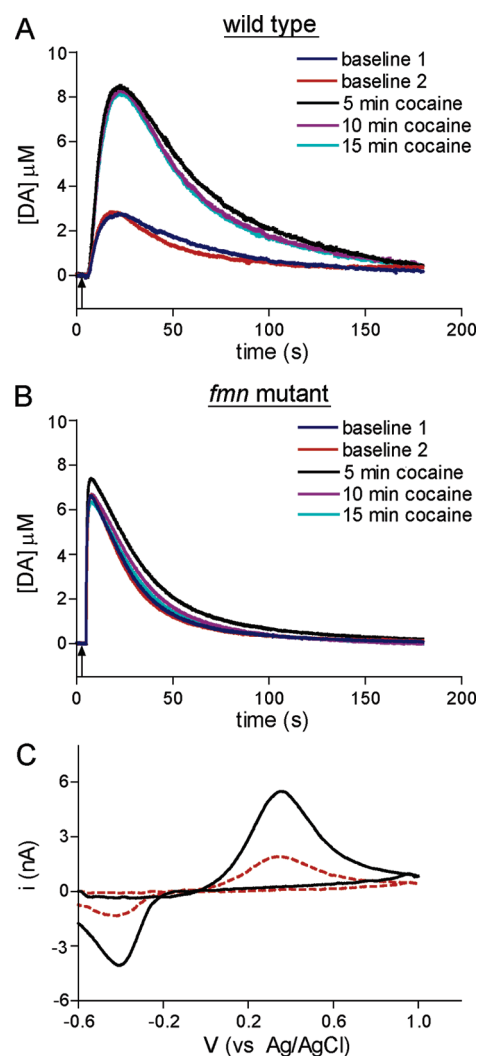 A
wild type
baseline 1
baseline 2
5 min cocaine
10 min cocaine
15 min cocaine
[DA] μM
10
8
6
4
2
0
0
50
100
150
200
time (s)
B
fmn mutant
baseline 1
baseline 2
5 min cocaine
10 min cocaine
15 min cocaine
[DA] μM
10
8
6
4
2
0
0
50
100
150
200
time (s)
C
i (nA)
6
3
0
-3
-6
-0.6
-0.2
0.2
0.6
1.0
V (vs Ag/AgCl)